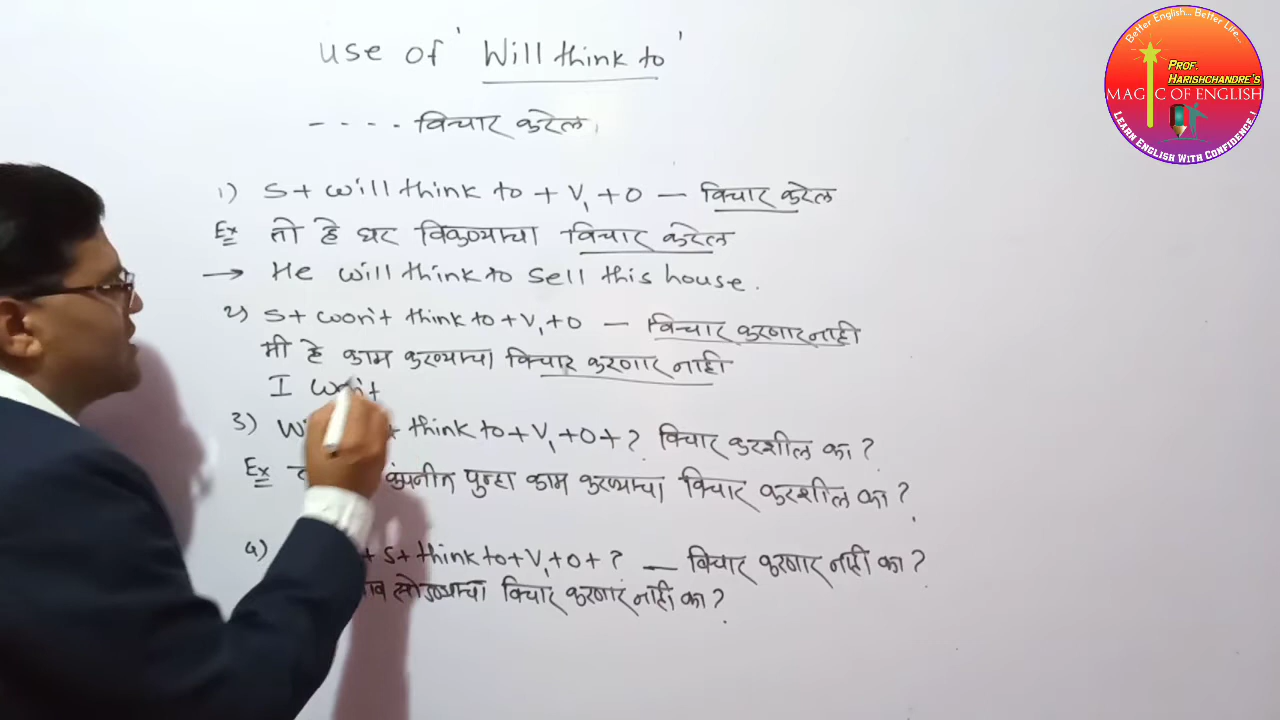 use of 'Will think to'
- - - - विचार करेल.
1) S+ will think to + V1 + O — विचार करेल
Ex तो हे घर विकण्याचा विचार करेल
→ He will think to sell this house.
2) S+ won't think to + V1 + O — विचार करणार नाही
मी हे काम करण्याचा विचार करणार नाही
I won't
3) think to + V1 + O + ? विचार करशील का ?
Ex कंपनीत पुन्हा काम करण्याचा विचार करशील का ?
4) + S + think to + V1 + O + ? — विचार करणार नाही का ?
सोडण्याचा विचार करणार नाही का ?
Better English... Better Life...
PROF. HARISHCHANDRE'S
MAGIC OF ENGLISH
LEARN ENGLISH WITH CONFIDENCE.!